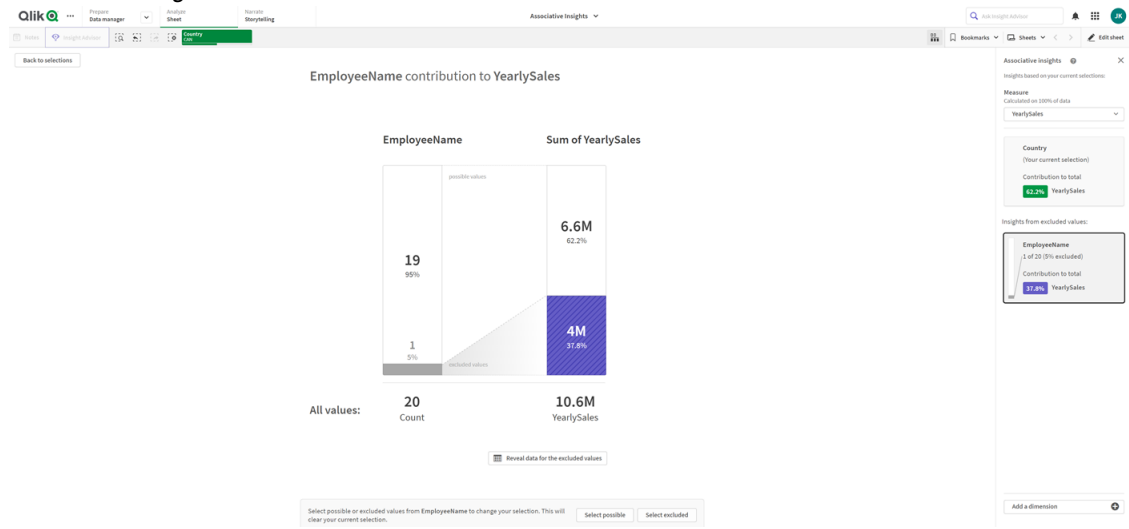 Qlik
Prepare
Data manager
Analyze
Sheet
Narrate
Storytelling
Associative Insights
Ask Insight Advisor
JK
Notes
Insight Advisor
Country
CAN
Bookmarks
Sheets
Edit sheet
Back to selections
EmployeeName contribution to YearlySales
EmployeeName
Sum of YearlySales
possible values
6.6M
62.2%
19
95%
4M
37.8%
1
5%
excluded values
All values:
20
Count
10.6M
YearlySales
Reveal data for the excluded values
Select possible or excluded values from EmployeeName to change your selection. This will
clear your current selection.
Select possible
Select excluded
Associative insights
Insights based on your current selections:
Measure
Calculated on 100% of data
YearlySales
Country
(Your current selection)
Contribution to total
62.2% YearlySales
Insights from excluded values:
EmployeeName
1 of 20 (5% excluded)
Contribution to total
37.8% YearlySales
Add a dimension